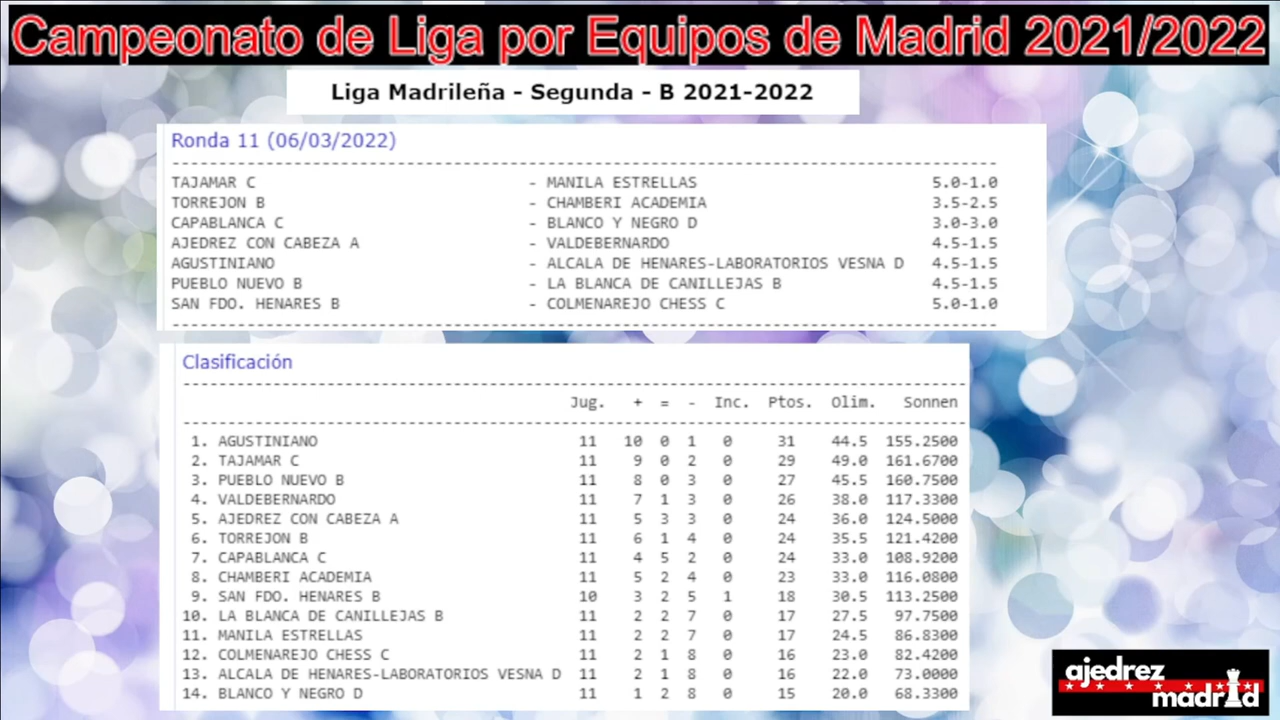 Campeonato de Liga por Equipos de Madrid 2021/2022
Liga Madrileña - Segunda - B 2021-2022
Ronda 11 (06/03/2022)
TAJAMAR C - MANILA ESTRELLAS 5.0-1.0
TORREJON B - CHAMBERI ACADEMIA 3.5-2.5
CAPABLANCA C - BLANCO Y NEGRO D 3.0-3.0
AJEDREZ CON CABEZA A - VALDEBERNARDO 4.5-1.5
AGUSTINIANO - ALCALA DE HENARES-LABORATORIOS VESNA D 4.5-1.5
PUEBLO NUEVO B - LA BLANCA DE CANILLEJAS B 4.5-1.5
SAN FDO. HENARES B - COLMENAREJO CHESS C 5.0-1.0
Clasificación
Jug. + = - Inc. Ptos. Olim. Sonnen
1. AGUSTINIANO 11 10 0 1 0 31 44.5 155.2500
2. TAJAMAR C 11 9 0 2 0 29 49.0 161.6700
3. PUEBLO NUEVO B 11 8 0 3 0 27 45.5 160.7500
4. VALDEBERNARDO 11 7 1 3 0 26 38.0 117.3300
5. AJEDREZ CON CABEZA A 11 5 3 3 0 24 36.0 124.5000
6. TORREJON B 11 6 1 4 0 24 35.5 121.4200
7. CAPABLANCA C 11 4 5 2 0 24 33.0 108.9200
8. CHAMBERI ACADEMIA 11 5 2 4 0 23 33.0 116.0800
9. SAN FDO. HENARES B 10 3 2 5 1 18 30.5 113.2500
10. LA BLANCA DE CANILLEJAS B 11 2 2 7 0 17 27.5 97.7500
11. MANILA ESTRELLAS 11 2 2 7 0 17 24.5 86.8300
12. COLMENAREJO CHESS C 11 2 1 8 0 16 23.0 82.4200
13. ALCALA DE HENARES-LABORATORIOS VESNA D 11 2 1 8 0 16 22.0 73.0000
14. BLANCO Y NEGRO D 11 1 2 8 0 15 20.0 68.3300
ajedrez
madrid